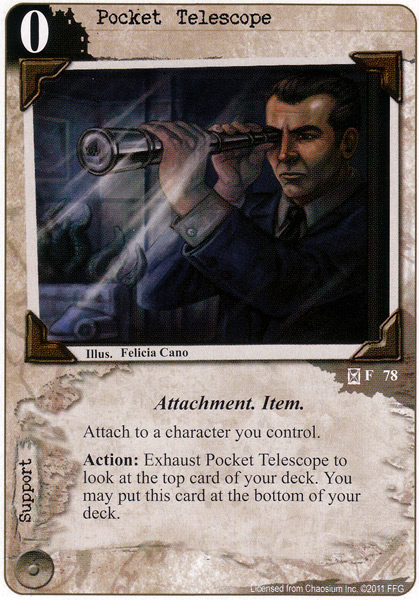 0
Pocket Telescope
Illus. Felicia Cano
F 78
Attachment. Item.
Attach to a character you control.
Action: Exhaust Pocket Telescope to
look at the top card of your deck. You
may put this card at the bottom of your
deck.
Support
Licensed from Chaosium Inc. ©2011 FFG